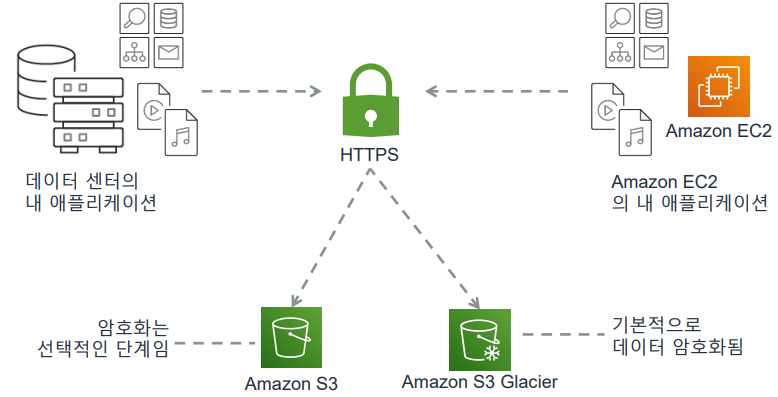 HTTPS
Amazon EC2
데이터 센터의
내 애플리케이션
Amazon EC2
의 내 애플리케이션
암호화는
선택적인 단계임
Amazon S3
Amazon S3 Glacier
기본적으로
데이터 암호화됨